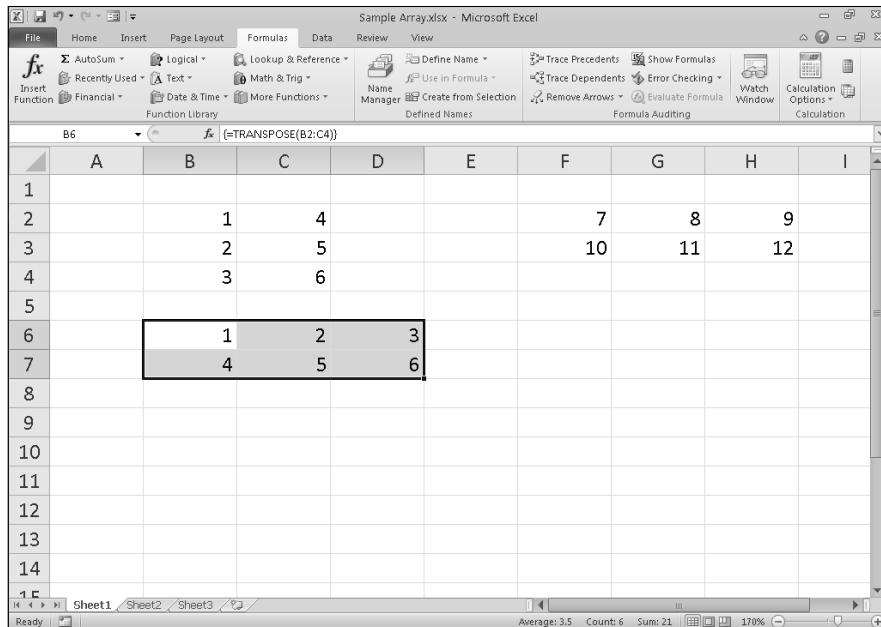 Sample Array.xlsx - Microsoft Excel
File Home Insert Page Layout Formulas Data Review View
fx Insert Function
Σ AutoSum
Recently Used
Financial
Logical
Text
Date & Time
Lookup & Reference
Math & Trig
More Functions
Function Library
Name Manager
Define Name
Use in Formula
Create from Selection
Defined Names
Trace Precedents
Trace Dependents
Remove Arrows
Show Formulas
Error Checking
Evaluate Formula
Formula Auditing
Watch Window
Calculation Options
Calculation
B6 fx {=TRANSPOSE(B2:C4)}
A B C D E F G H I
1
2 1 4 7 8 9
3 2 5 10 11 12
4 3 6
5
6 1 2 3
7 4 5 6
8
9
10
11
12
13
14
15
Sheet1 Sheet2 Sheet3
Ready Average: 3.5 Count: 6 Sum: 21 170%